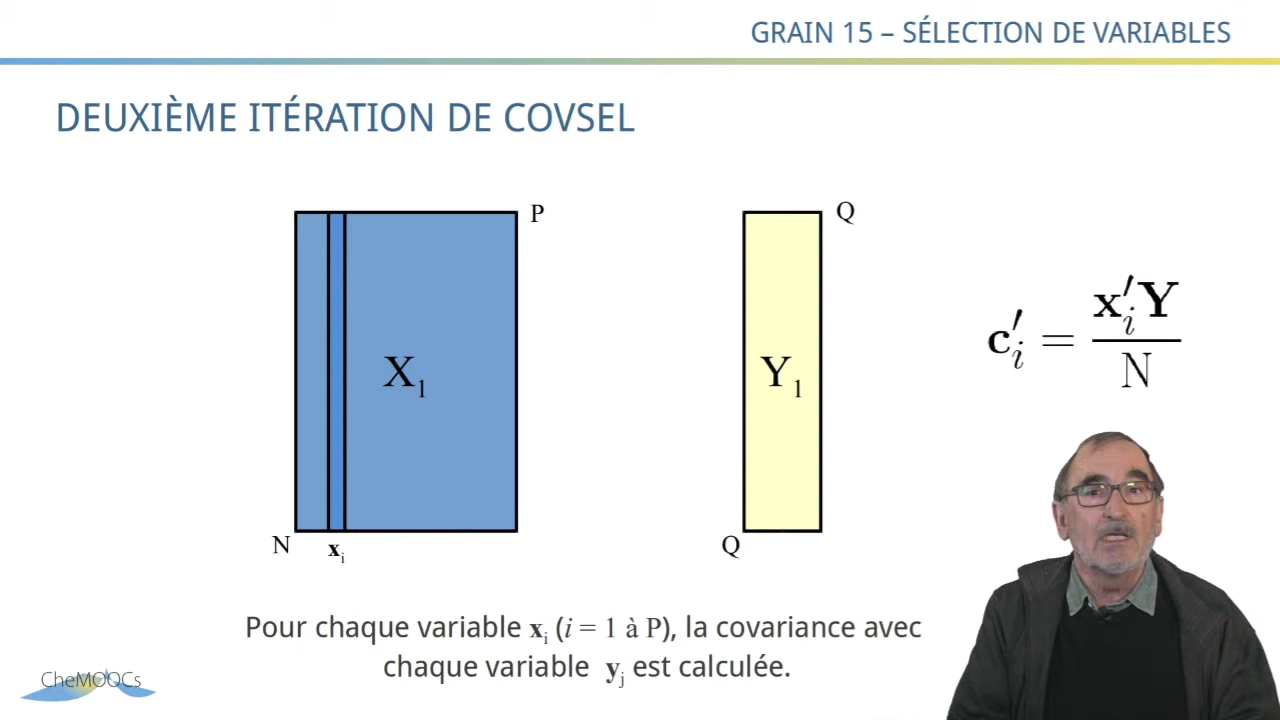 GRAIN 15 – SÉLECTION DE VARIABLES
DEUXIÈME ITÉRATION DE COVSEL
P
Q
X₁
Y₁
c′ᵢ = x′ᵢY / N
N
xᵢ
Q
Pour chaque variable xᵢ (i = 1 à P), la covariance avec
chaque variable yⱼ est calculée.
CheMOOCs